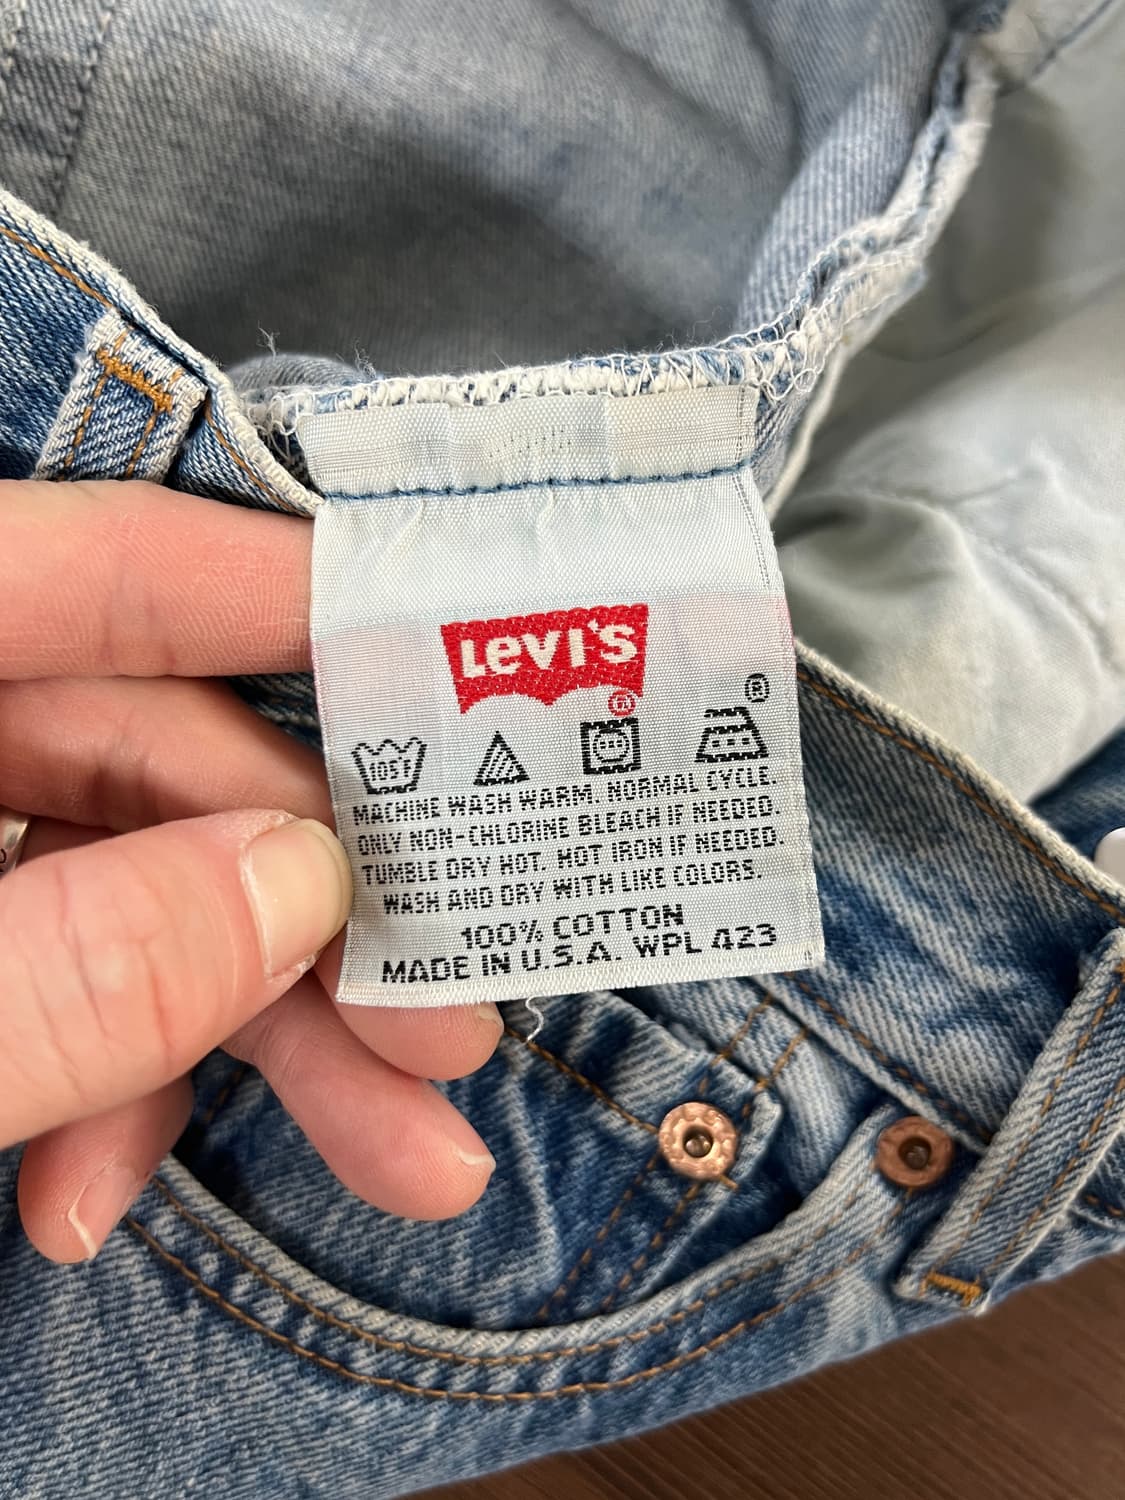 LEVI'S
®
®
105°F
MACHINE WASH WARM. NORMAL CYCLE.
ONLY NON-CHLORINE BLEACH IF NEEDED.
TUMBLE DRY HOT. HOT IRON IF NEEDED.
WASH AND DRY WITH LIKE COLORS.
100% COTTON
MADE IN U.S.A. WPL 423